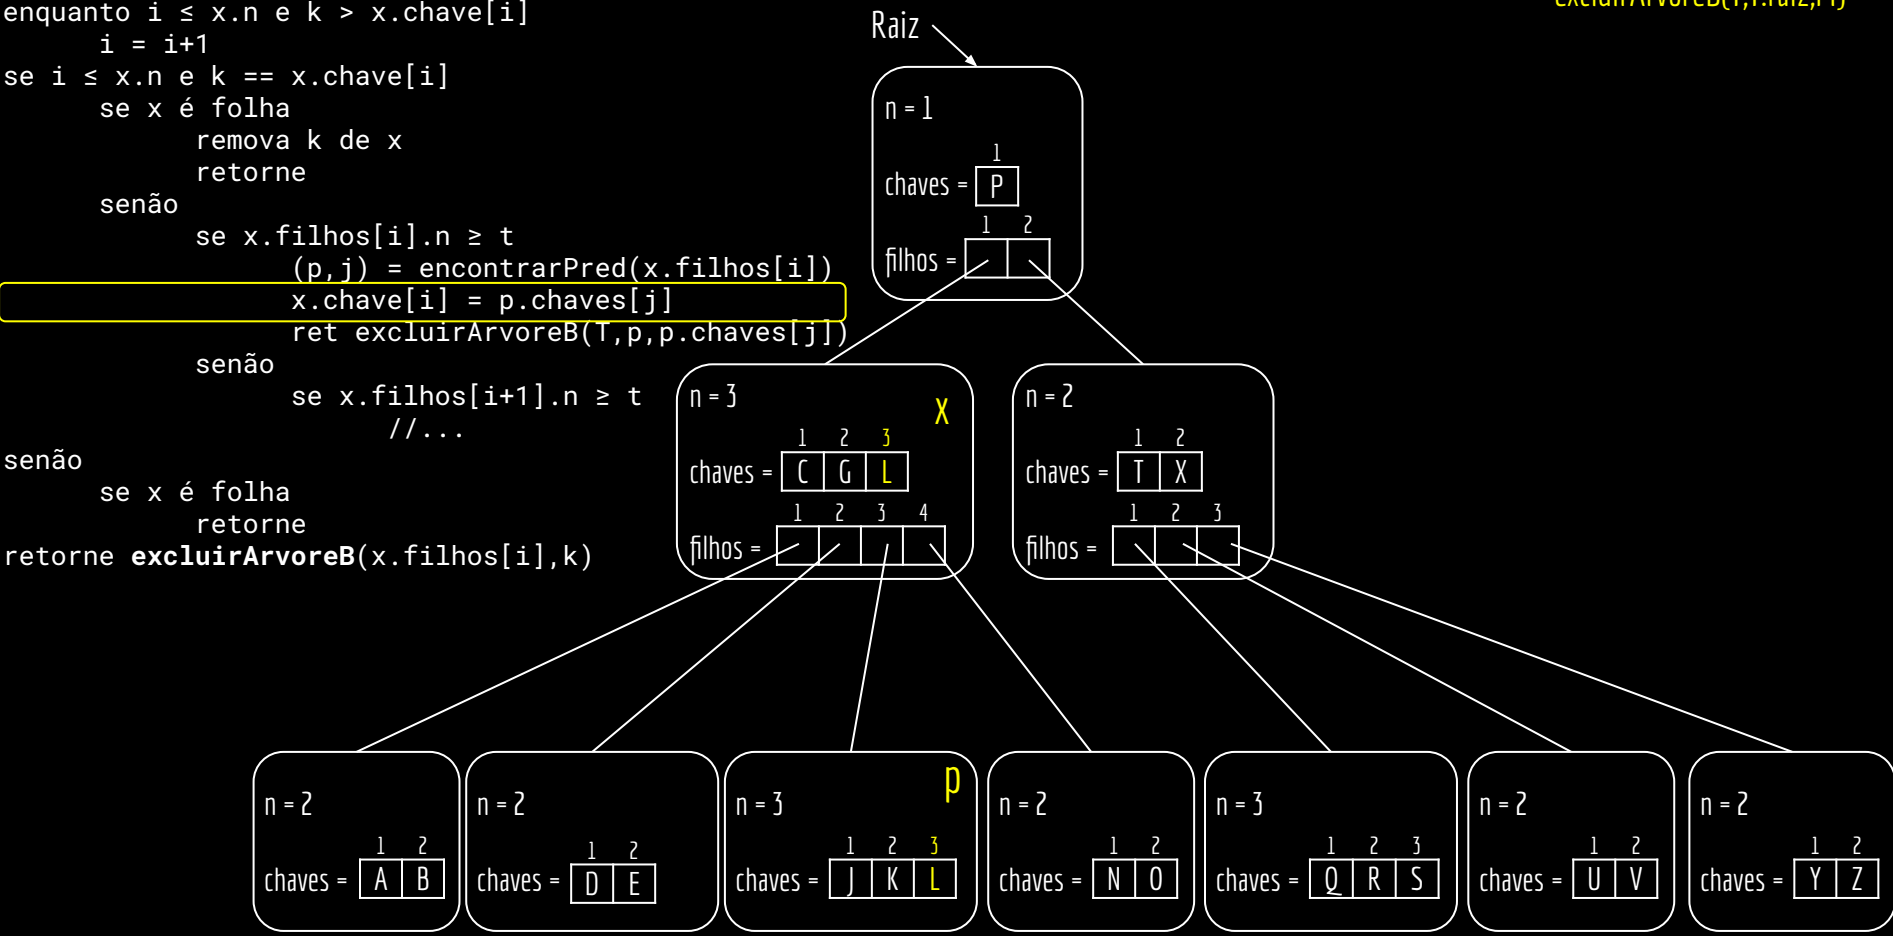 enquanto i ≤ x.n e k > x.chave[i]
i = i+1
se i ≤ x.n e k == x.chave[i]
se x é folha
remova k de x
retorne
senão
se x.filhos[i].n ≥ t
(p,j) = encontrarPred(x.filhos[i])
x.chave[i] = p.chaves[j]
ret excluirArvoreB(T,p,p.chaves[j])
senão
se x.filhos[i+1].n ≥ t
//...
senão
se x é folha
retorne
retorne excluirArvoreB(x.filhos[i],k)
Raiz
n = 1
1
chaves = P
1 2
filhos =
n = 3 x
1 2 3
chaves = C G L
1 2 3 4
filhos =
n = 2
1 2
chaves = T X
1 2 3
filhos =
n = 2
1 2
chaves = A B
n = 2
1 2
chaves = D E
n = 3 p
1 2 3
chaves = J K L
n = 2
1 2
chaves = N O
n = 3
1 2 3
chaves = Q R S
n = 2
1 2
chaves = U V
n = 2
1 2
chaves = Y Z